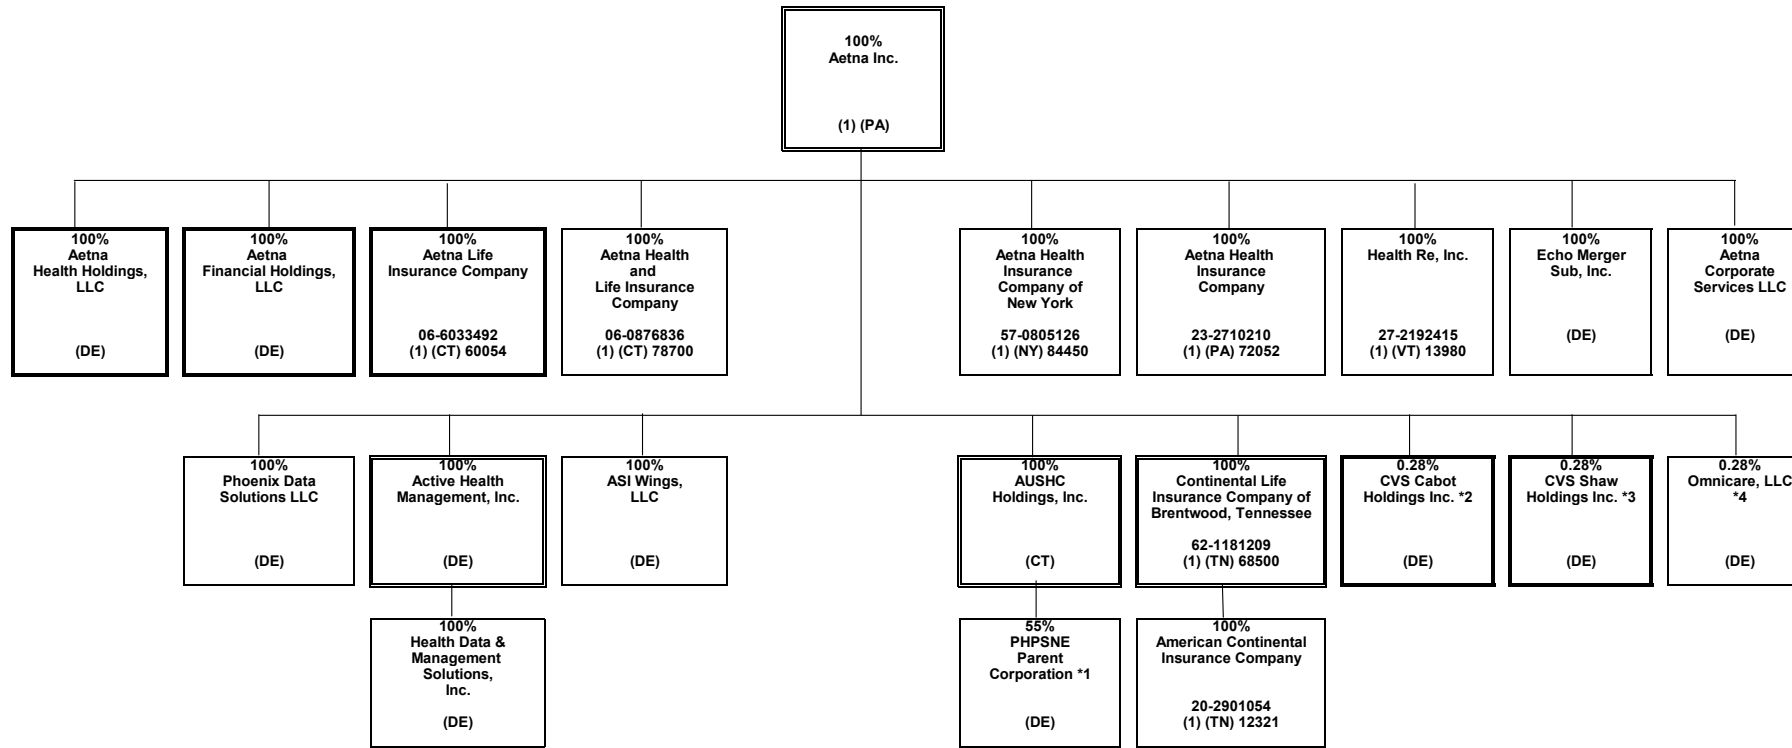 100%
Aetna Inc.
(1) (PA)
100%
Aetna
Health Holdings,
LLC
(DE)
100%
Aetna
Financial Holdings,
LLC
(DE)
100%
Aetna Life
Insurance Company
06-6033492
(1) (CT) 60054
100%
Aetna Health
and
Life Insurance
Company
06-0876836
(1) (CT) 78700
100%
Aetna Health
Insurance
Company of
New York
57-0805126
(1) (NY) 84450
100%
Aetna Health
Insurance
Company
23-2710210
(1) (PA) 72052
100%
Health Re, Inc.
27-2192415
(1) (VT) 13980
100%
Echo Merger
Sub, Inc.
(DE)
100%
Aetna
Corporate
Services LLC
(DE)
100%
Phoenix Data
Solutions LLC
(DE)
100%
Active Health
Management, Inc.
(DE)
100%
ASI Wings,
LLC
(DE)
100%
AUSHC
Holdings, Inc.
(CT)
100%
Continental Life
Insurance Company of
Brentwood, Tennessee
62-1181209
(1) (TN) 68500
0.28%
CVS Cabot
Holdings Inc. *2
(DE)
0.28%
CVS Shaw
Holdings Inc. *3
(DE)
0.28%
Omnicare, LLC
*4
(DE)
100%
Health Data &
Management
Solutions,
Inc.
(DE)
55%
PHPSNE
Parent
Corporation *1
(DE)
100%
American Continental
Insurance Company
20-2901054
(1) (TN) 12321